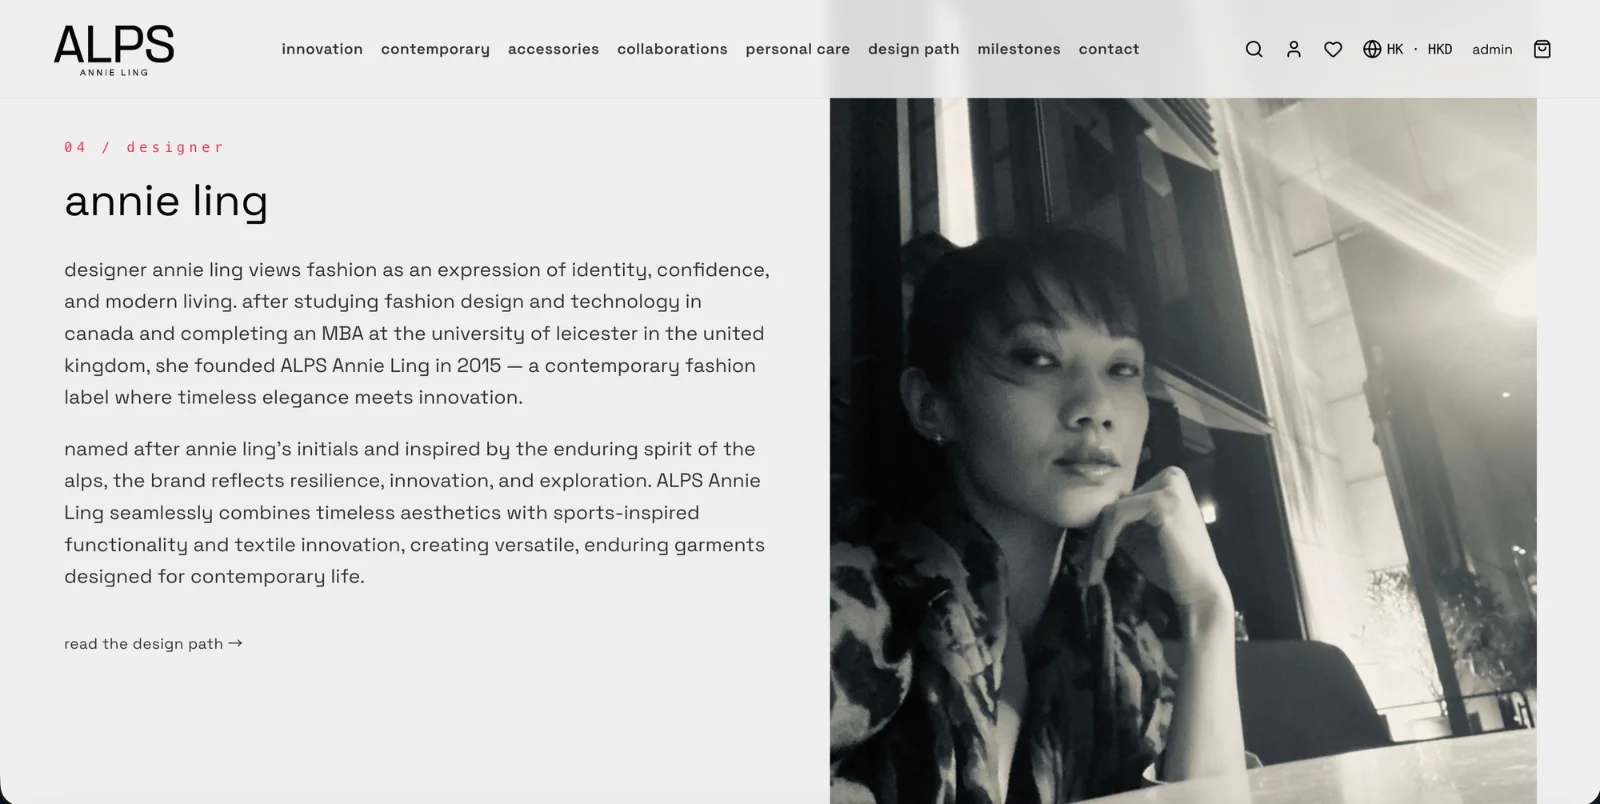 ALPS
ANNIE LING
innovation contemporary accessories collaborations personal care design path milestones contact
HK · HKD admin
04 / designer
annie ling
designer annie ling views fashion as an expression of identity, confidence,
and modern living. after studying fashion design and technology in
canada and completing an MBA at the university of leicester in the united
kingdom, she founded ALPS Annie Ling in 2015 — a contemporary fashion
label where timeless elegance meets innovation.
named after annie ling's initials and inspired by the enduring spirit of the
alps, the brand reflects resilience, innovation, and exploration. ALPS Annie
Ling seamlessly combines timeless aesthetics with sports-inspired
functionality and textile innovation, creating versatile, enduring garments
designed for contemporary life.
read the design path →